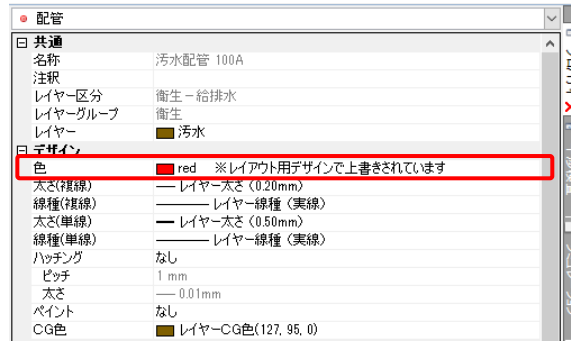 配管
共通
名称 汚水配管 100A
注釈
レイヤー区分 衛生－給排水
レイヤーグループ 衛生
レイヤー 汚水
デザイン
色 red ※レイアウト用デザインで上書きされています
太さ(複線) レイヤー太さ (0.20mm)
線種(複線) レイヤー線種 (実線)
太さ(単線) レイヤー太さ (0.50mm)
線種(単線) レイヤー線種 (実線)
ハッチング なし
ピッチ 1 mm
太さ 0.01mm
ペイント なし
CG色 レイヤーCG色(127, 95, 0)